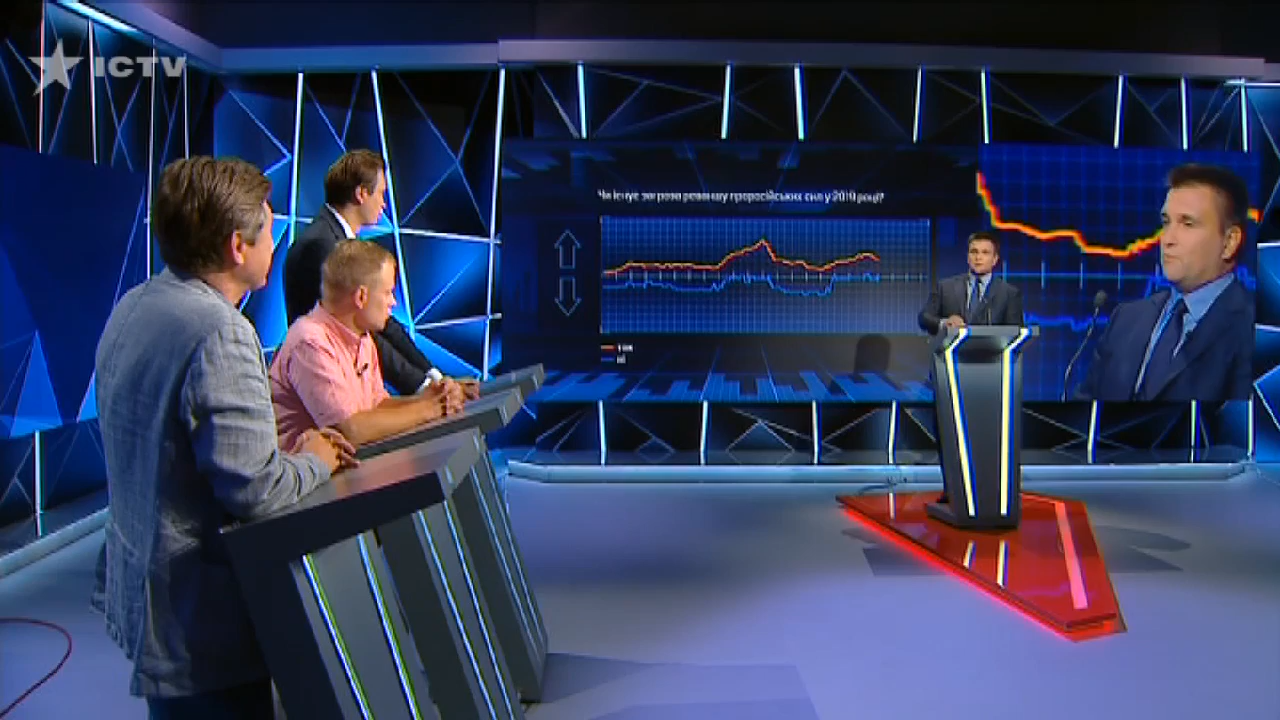 ICTV
Чи існує загроза реваншу проросійських сил у 2019 році?